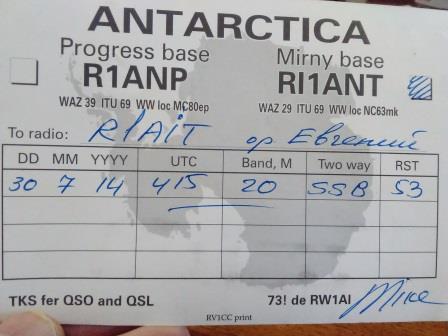 ANTARCTICA
Progress base Mirny base
R1ANP RI1ANT
WAZ 39 ITU 69 WW loc MC80ep WAZ 29 ITU 69 WW loc NC63mk
To radio: R1AIT ор Евгений
DD MM YYYY UTC Band, M Two way RST
30 7 14 415 20 SSB 53
TKS fer QSO and QSL 73! de RW1AI Mike
RV1CC print